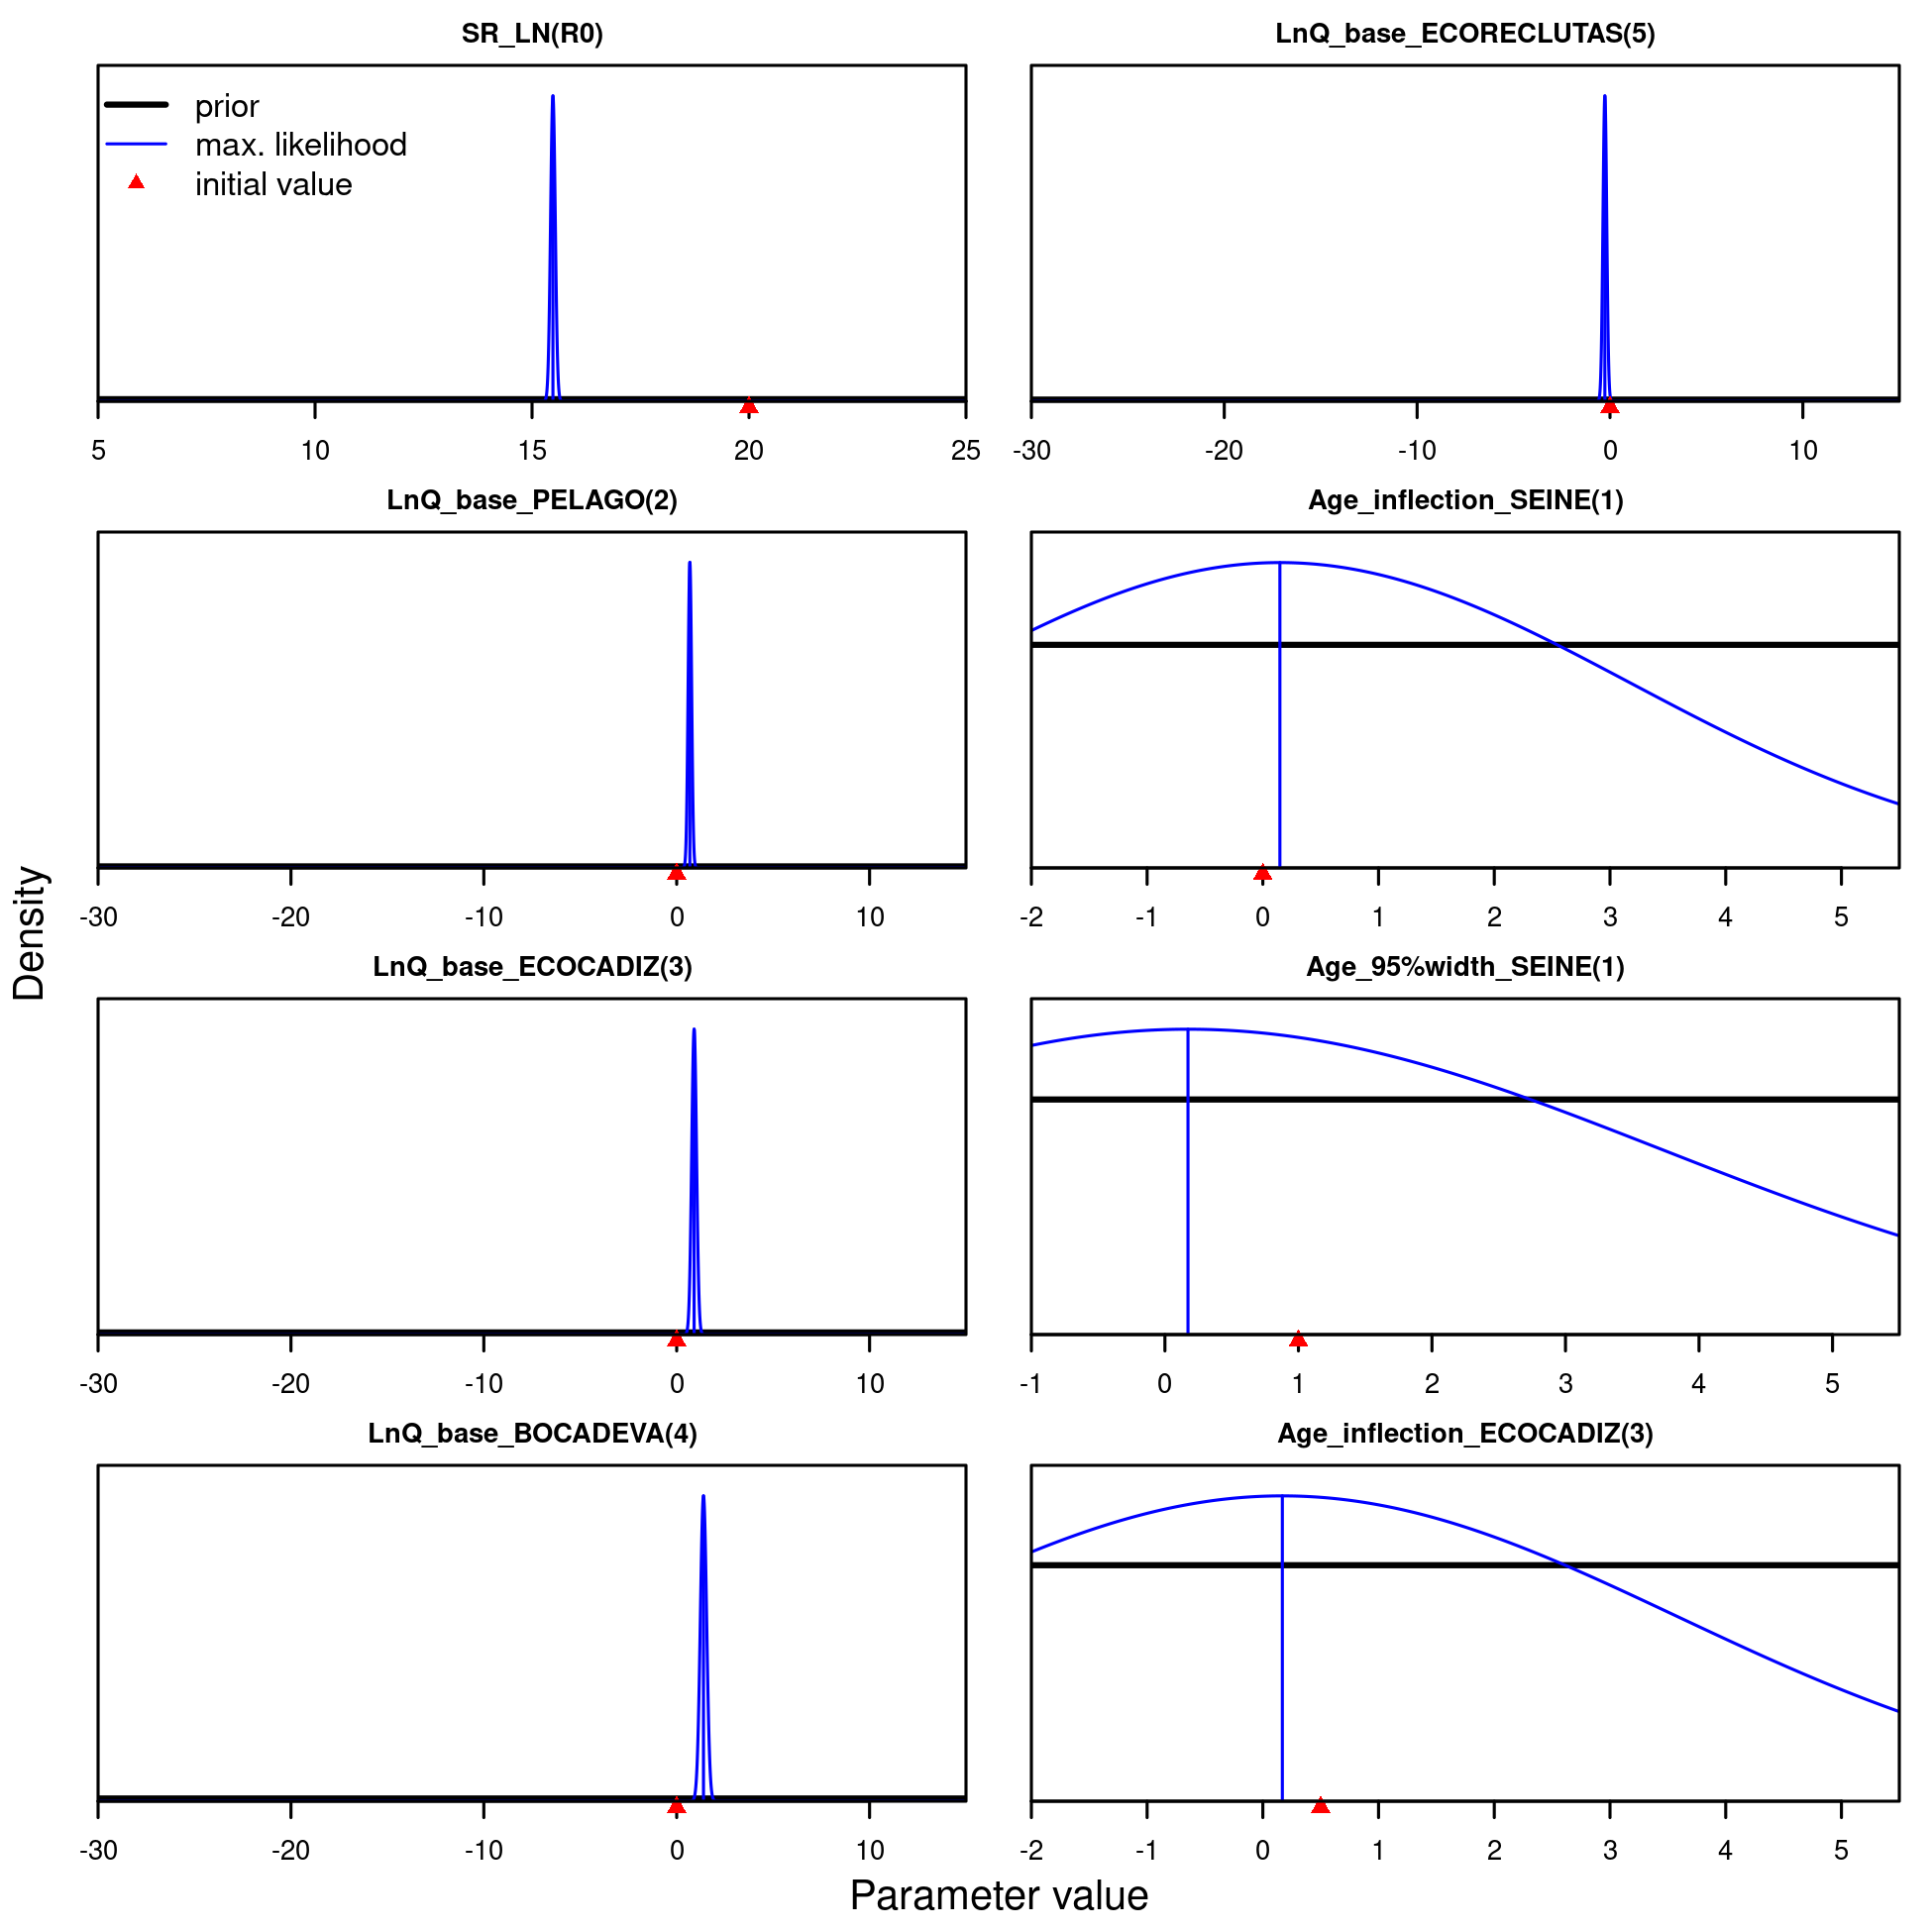 SR_LN(R0)
prior
max. likelihood
initial value
5 10 15 20 25
LnQ_base_ECORECLUTAS(5)
-30 -20 -10 0 10
LnQ_base_PELAGO(2)
-30 -20 -10 0 10
Age_inflection_SEINE(1)
-2 -1 0 1 2 3 4 5
LnQ_base_ECOCADIZ(3)
-30 -20 -10 0 10
Age_95%width_SEINE(1)
-1 0 1 2 3 4 5
LnQ_base_BOCADEVA(4)
-30 -20 -10 0 10
Age_inflection_ECOCADIZ(3)
-2 -1 0 1 2 3 4 5
Density
Parameter value